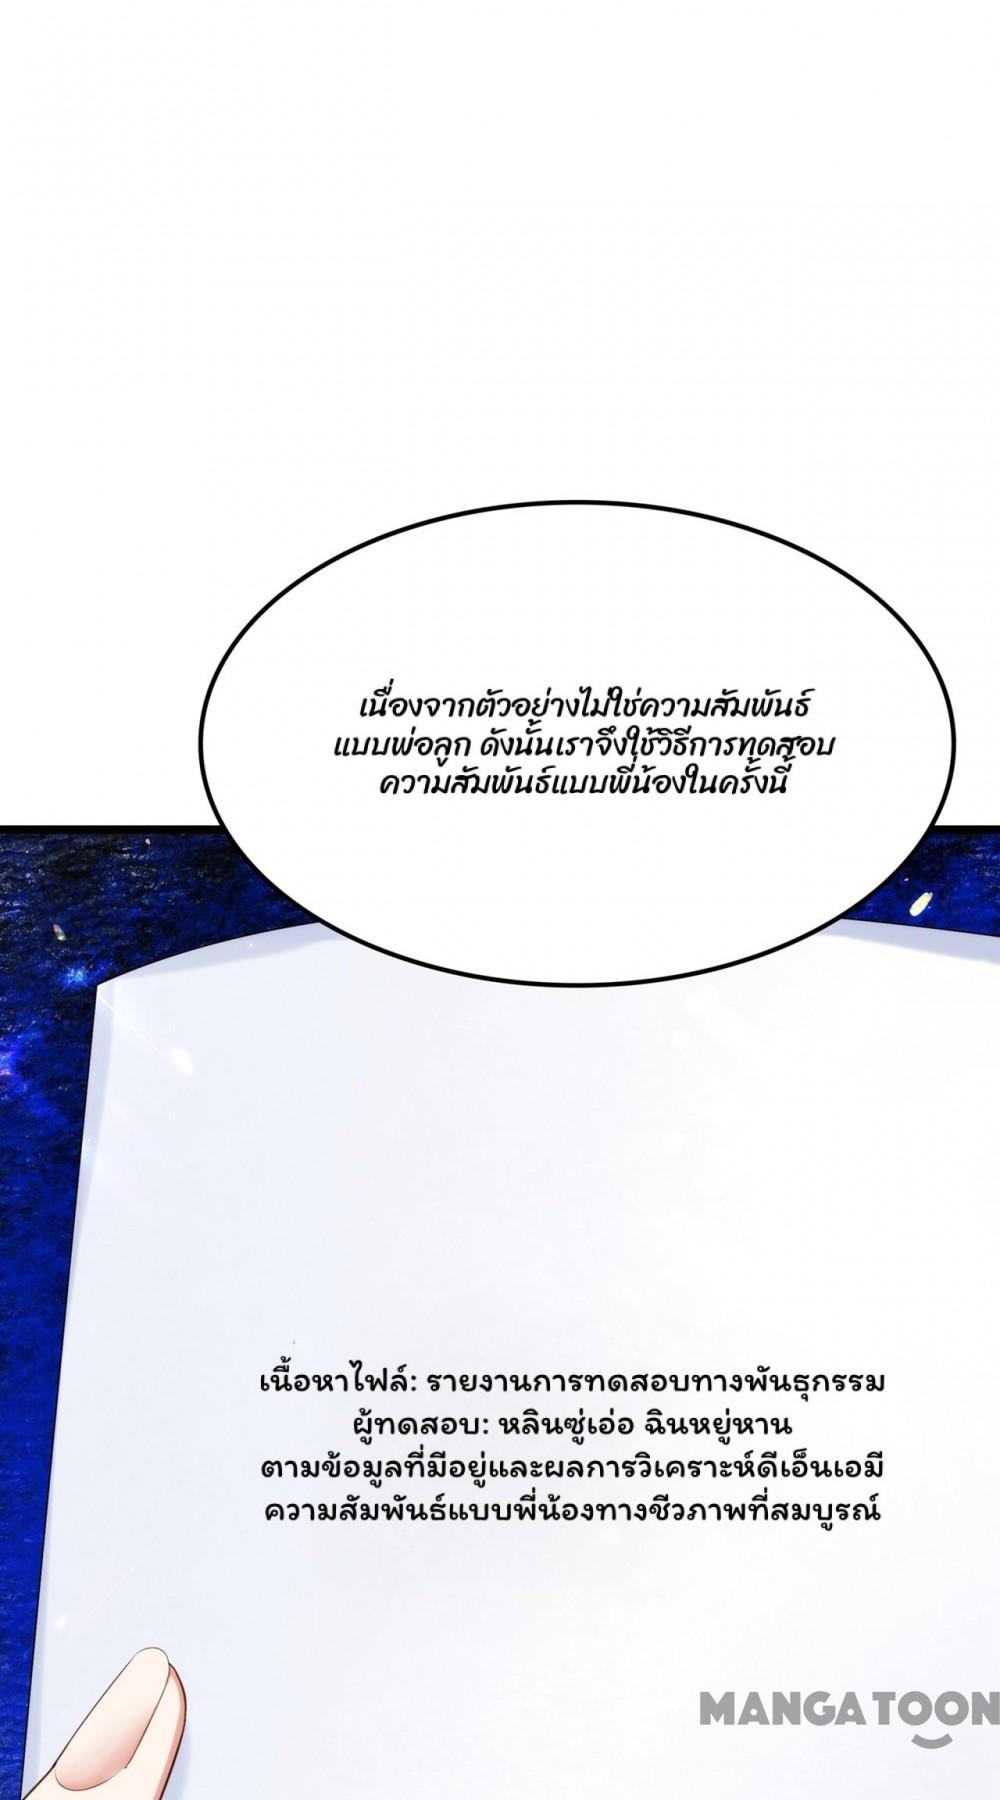 เนื่องจากตัวอย่างไม่ใช่ความสัมพันธ์
แบบพ่อลูก ดังนั้นเราจึงใช้วิธีการทดสอบ
ความสัมพันธ์แบบพี่น้องในครั้งนี้
เนื้อหาไฟล์: รายงานการทดสอบทางพันธุกรรม
ผู้ทดสอบ: หลินซู่เอ่อ ฉินหยู่หาน
ตามข้อมูลที่มีอยู่และผลการวิเคราะห์ดีเอ็นเอมี
ความสัมพันธ์แบบพี่น้องทางชีวภาพที่สมบูรณ์
MANGATOON